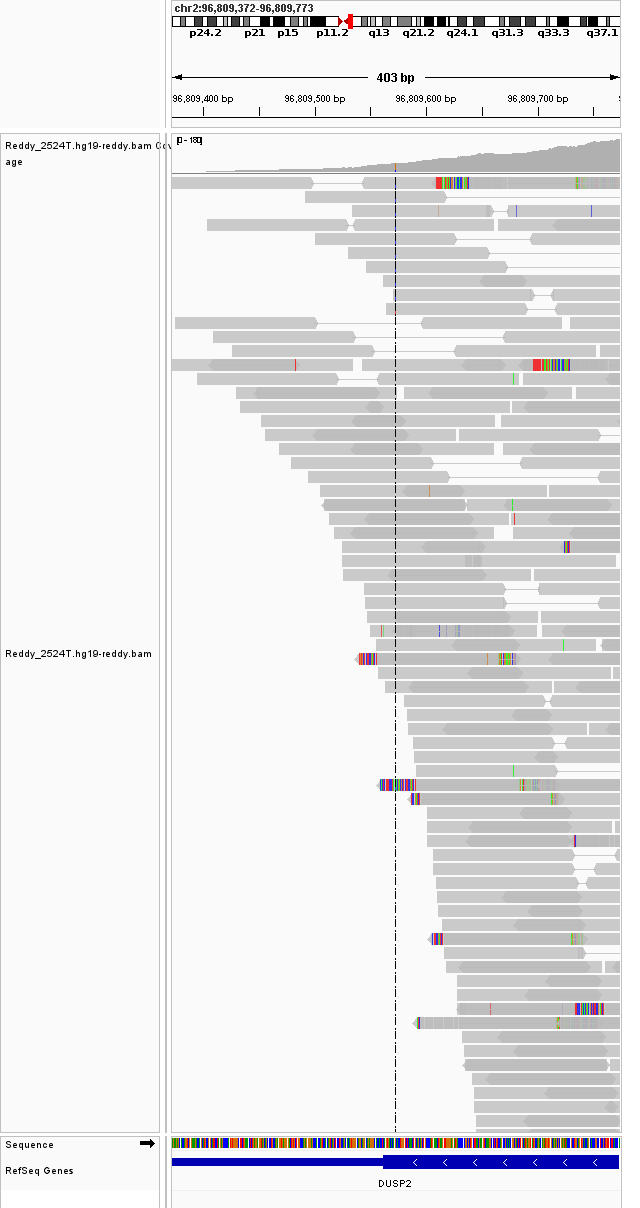 chr2:96,809,372-96,809,773
p24.2 p21 p15 p11.2 q13 q21.2 q24.1 q31.3 q33.3 q37.1
403 bp
96,809,400 bp 96,809,500 bp 96,809,600 bp 96,809,700 bp
Reddy_2524T.hg19-reddy.bam Cov
age
[0 - 180]
Reddy_2524T.hg19-reddy.bam
Sequence
RefSeq Genes
DUSP2